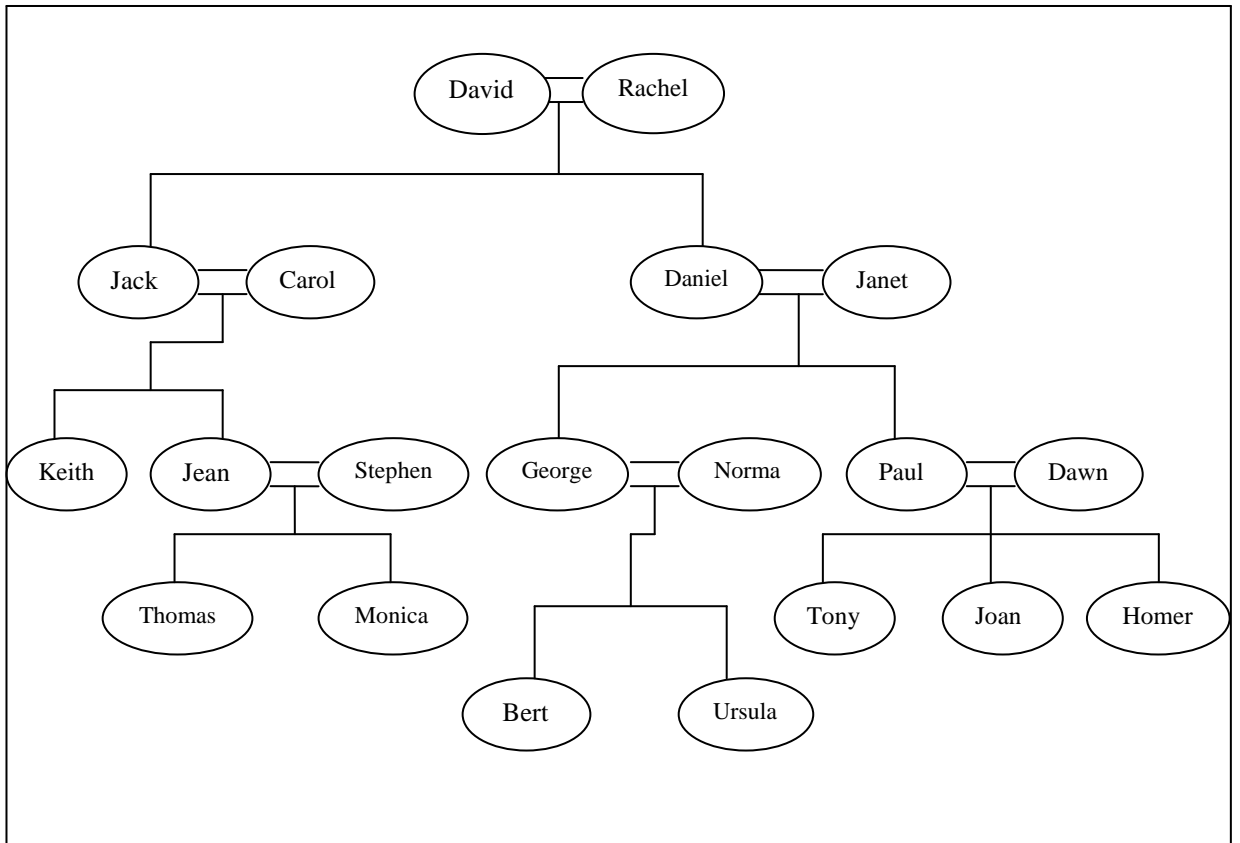 David Rachel
Jack Carol Daniel Janet
Keith Jean Stephen George Norma Paul Dawn
Thomas Monica Tony Joan Homer
Bert Ursula